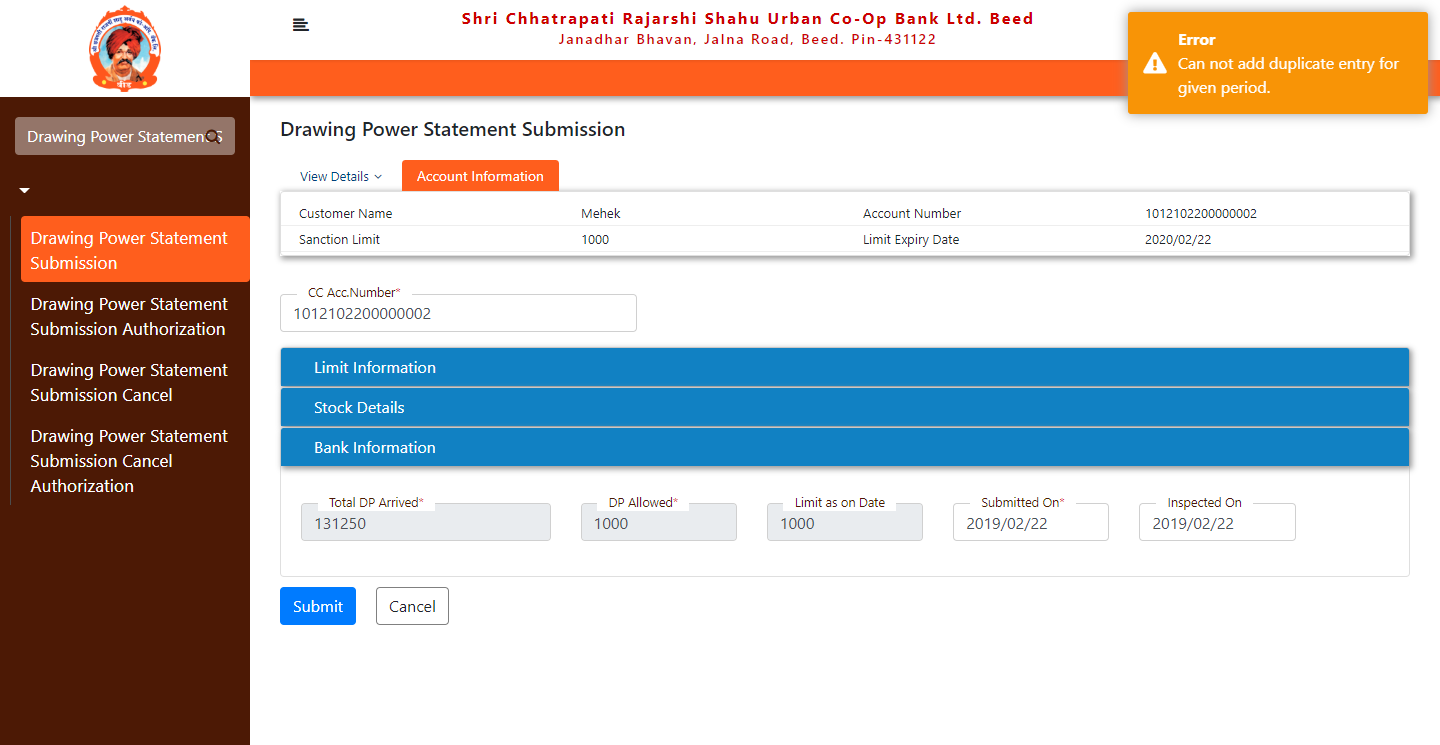 Shri Chhatrapati Rajarshi Shahu Urban Co-Op Bank Ltd. Beed
Janadhar Bhavan, Jalna Road, Beed. Pin-431122
Error
Can not add duplicate entry for
given period.
बीड
Drawing Power Statement S
Drawing Power Statement
Submission
Drawing Power Statement
Submission Authorization
Drawing Power Statement
Submission Cancel
Drawing Power Statement
Submission Cancel
Authorization
Drawing Power Statement Submission
View Details
Account Information
Customer Name Mehek Account Number 1012102200000002
Sanction Limit 1000 Limit Expiry Date 2020/02/22
CC Acc.Number*
1012102200000002
Limit Information
Stock Details
Bank Information
Total DP Arrived* DP Allowed* Limit as on Date Submitted On* Inspected On
131250 1000 1000 2019/02/22 2019/02/22
Submit Cancel